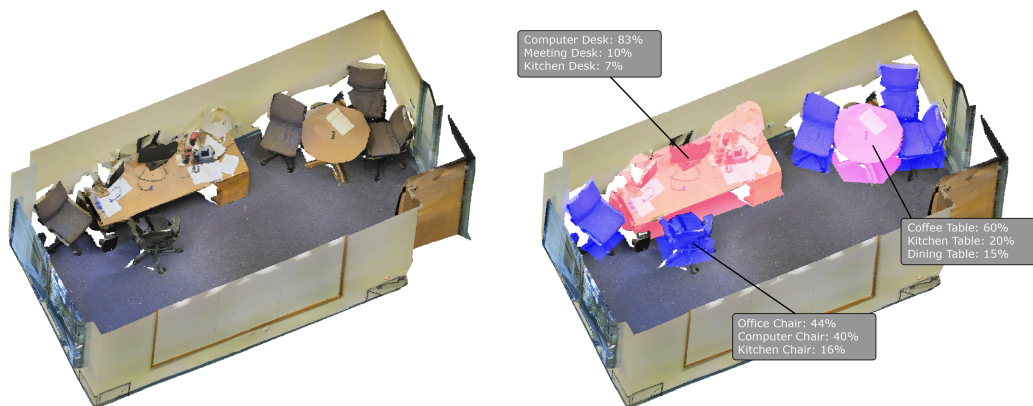 Computer Desk: 83%
Meeting Desk: 10%
Kitchen Desk: 7%
Coffee Table: 60%
Kitchen Table: 20%
Dining Table: 15%
Office Chair: 44%
Computer Chair: 40%
Kitchen Chair: 16%